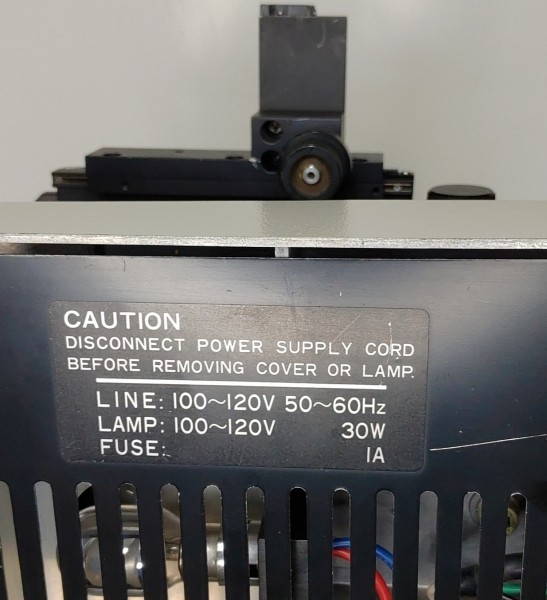 CAUTION
DISCONNECT POWER SUPPLY CORD
BEFORE REMOVING COVER OR LAMP.
LINE: 100~120V 50~60Hz
LAMP: 100~120V 30W
FUSE: 1A